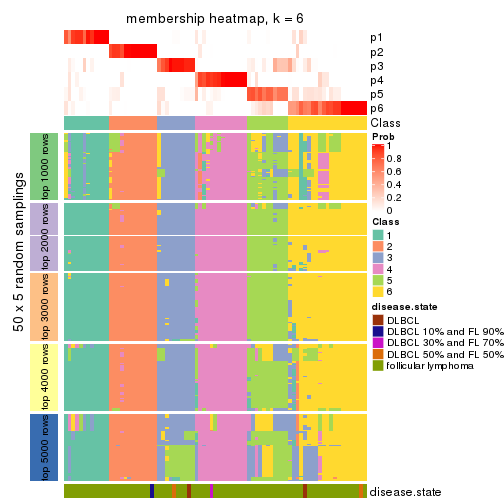 membership heatmap, k = 6
p1
p2
p3
p4
p5
p6
Class
50 x 5 random samplings
top 1000 rows
top 2000 rows
top 3000 rows
top 4000 rows
top 5000 rows
Prob
1
0.8
0.6
0.4
0.2
0
Class
1
2
3
4
5
6
disease.state
DLBCL
DLBCL 10% and FL 90%
DLBCL 30% and FL 70%
DLBCL 50% and FL 50%
follicular lymphoma
disease.state